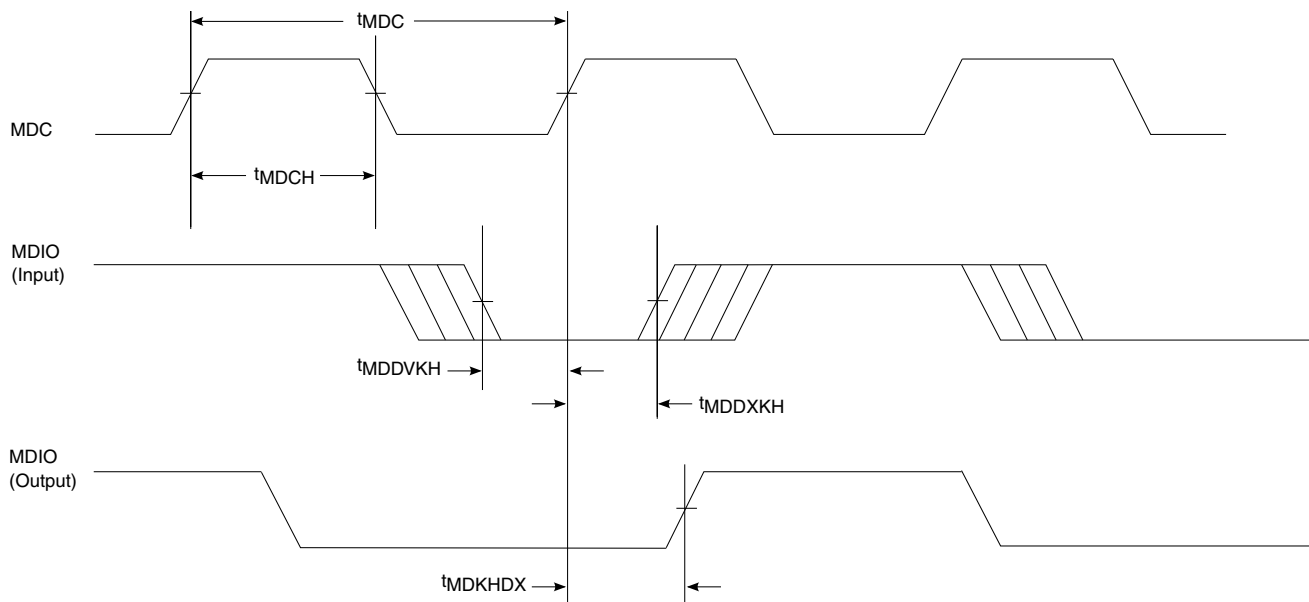 tMDC
MDC
tMDCH
MDIO
(Input)
tMDDVKH
tMDDXKH
MDIO
(Output)
tMDKHDX